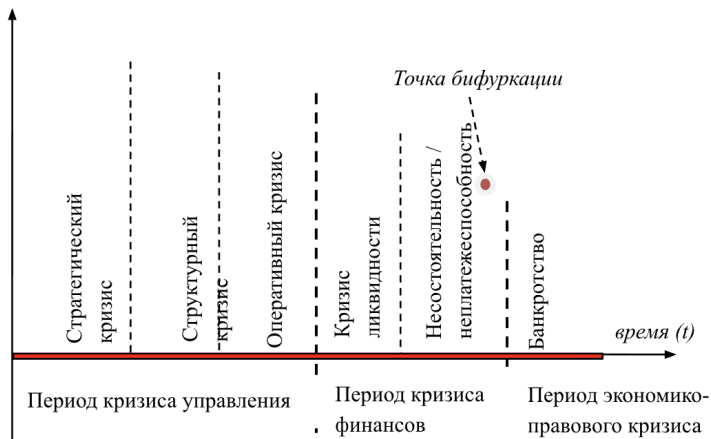 Точка бифуркации
Стратегический
кризис
Структурный
кризис
Оперативный кризис
Кризис
ликвидности
Несостоятельность /
неплатежеспособность
Банкротство
время (t)
Период кризиса управления
Период кризиса
финансов
Период экономико-
правового кризиса